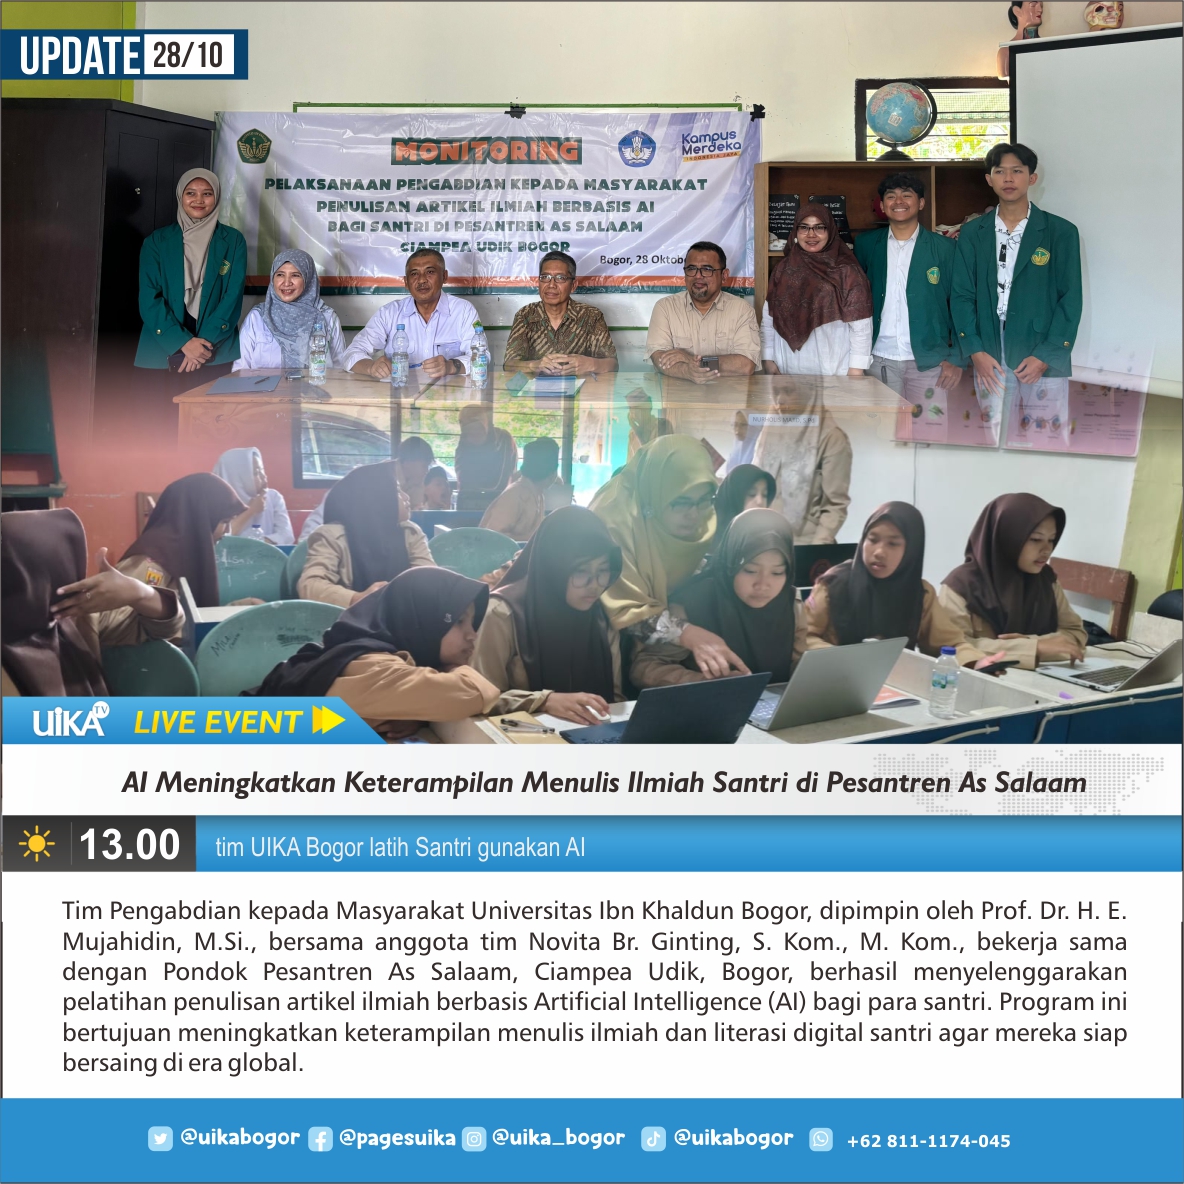 UPDATE 28/10
MONITORING
Kampus
Merdeka
INDONESIA JAYA
PELAKSANAAN PENGABDIAN KEPADA MASYARAKAT
PENULISAN ARTIKEL ILMIAH BERBASIS AI
BAGI SANTRI DI PESANTREN AS SALAAM
CIAMPEA UDIK BOGOR
Bogor, 28 Oktobe
UIKA TV LIVE EVENT
AI Meningkatkan Keterampilan Menulis Ilmiah Santri di Pesantren As Salaam
13.00 tim UIKA Bogor latih Santri gunakan AI
Tim Pengabdian kepada Masyarakat Universitas Ibn Khaldun Bogor, dipimpin oleh Prof. Dr. H. E.
Mujahidin, M.Si., bersama anggota tim Novita Br. Ginting, S. Kom., M. Kom., bekerja sama
dengan Pondok Pesantren As Salaam, Ciampea Udik, Bogor, berhasil menyelenggarakan
pelatihan penulisan artikel ilmiah berbasis Artificial Intelligence (AI) bagi para santri. Program ini
bertujuan meningkatkan keterampilan menulis ilmiah dan literasi digital santri agar mereka siap
bersaing di era global.
@uikabogor @pagesuika @uika_bogor @uikabogor +62 811-1174-045